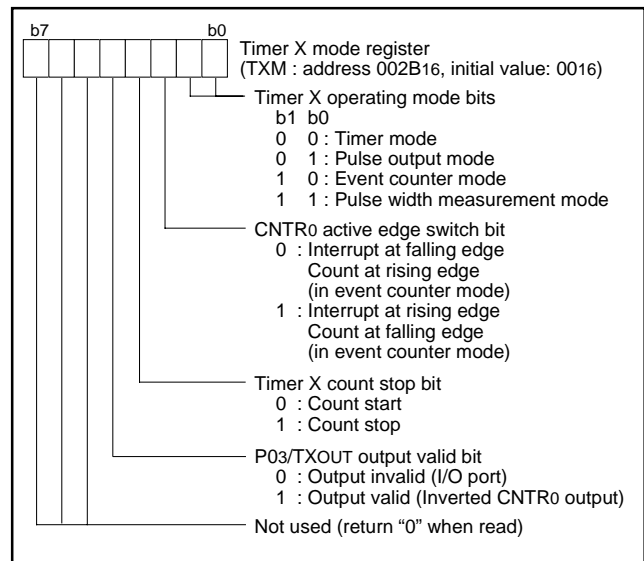 b7 b0
Timer X mode register
(TXM : address 002B16, initial value: 0016)
Timer X operating mode bits
b1 b0
0 0 : Timer mode
0 1 : Pulse output mode
1 0 : Event counter mode
1 1 : Pulse width measurement mode
CNTR0 active edge switch bit
0 : Interrupt at falling edge
Count at rising edge
(in event counter mode)
1 : Interrupt at rising edge
Count at falling edge
(in event counter mode)
Timer X count stop bit
0 : Count start
1 : Count stop
P03/TXOUT output valid bit
0 : Output invalid (I/O port)
1 : Output valid (Inverted CNTR0 output)
Not used (return “0” when read)